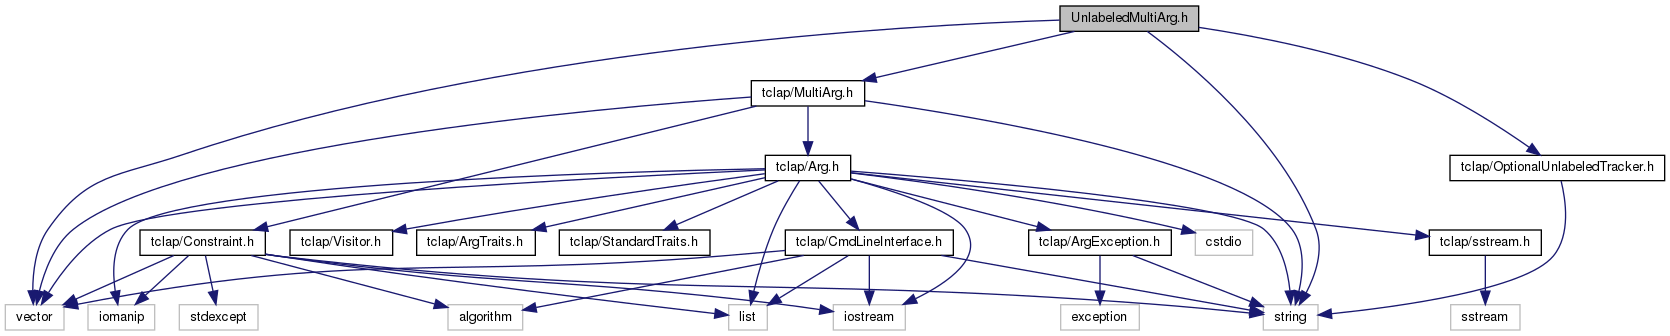 UnlabeledMultiArg.h
tclap/MultiArg.h
tclap/Arg.h
tclap/OptionalUnlabeledTracker.h
tclap/Constraint.h
tclap/Visitor.h
tclap/ArgTraits.h
tclap/StandardTraits.h
tclap/CmdLineInterface.h
tclap/ArgException.h
cstdio
tclap/sstream.h
vector
iomanip
stdexcept
algorithm
list
iostream
exception
string
sstream